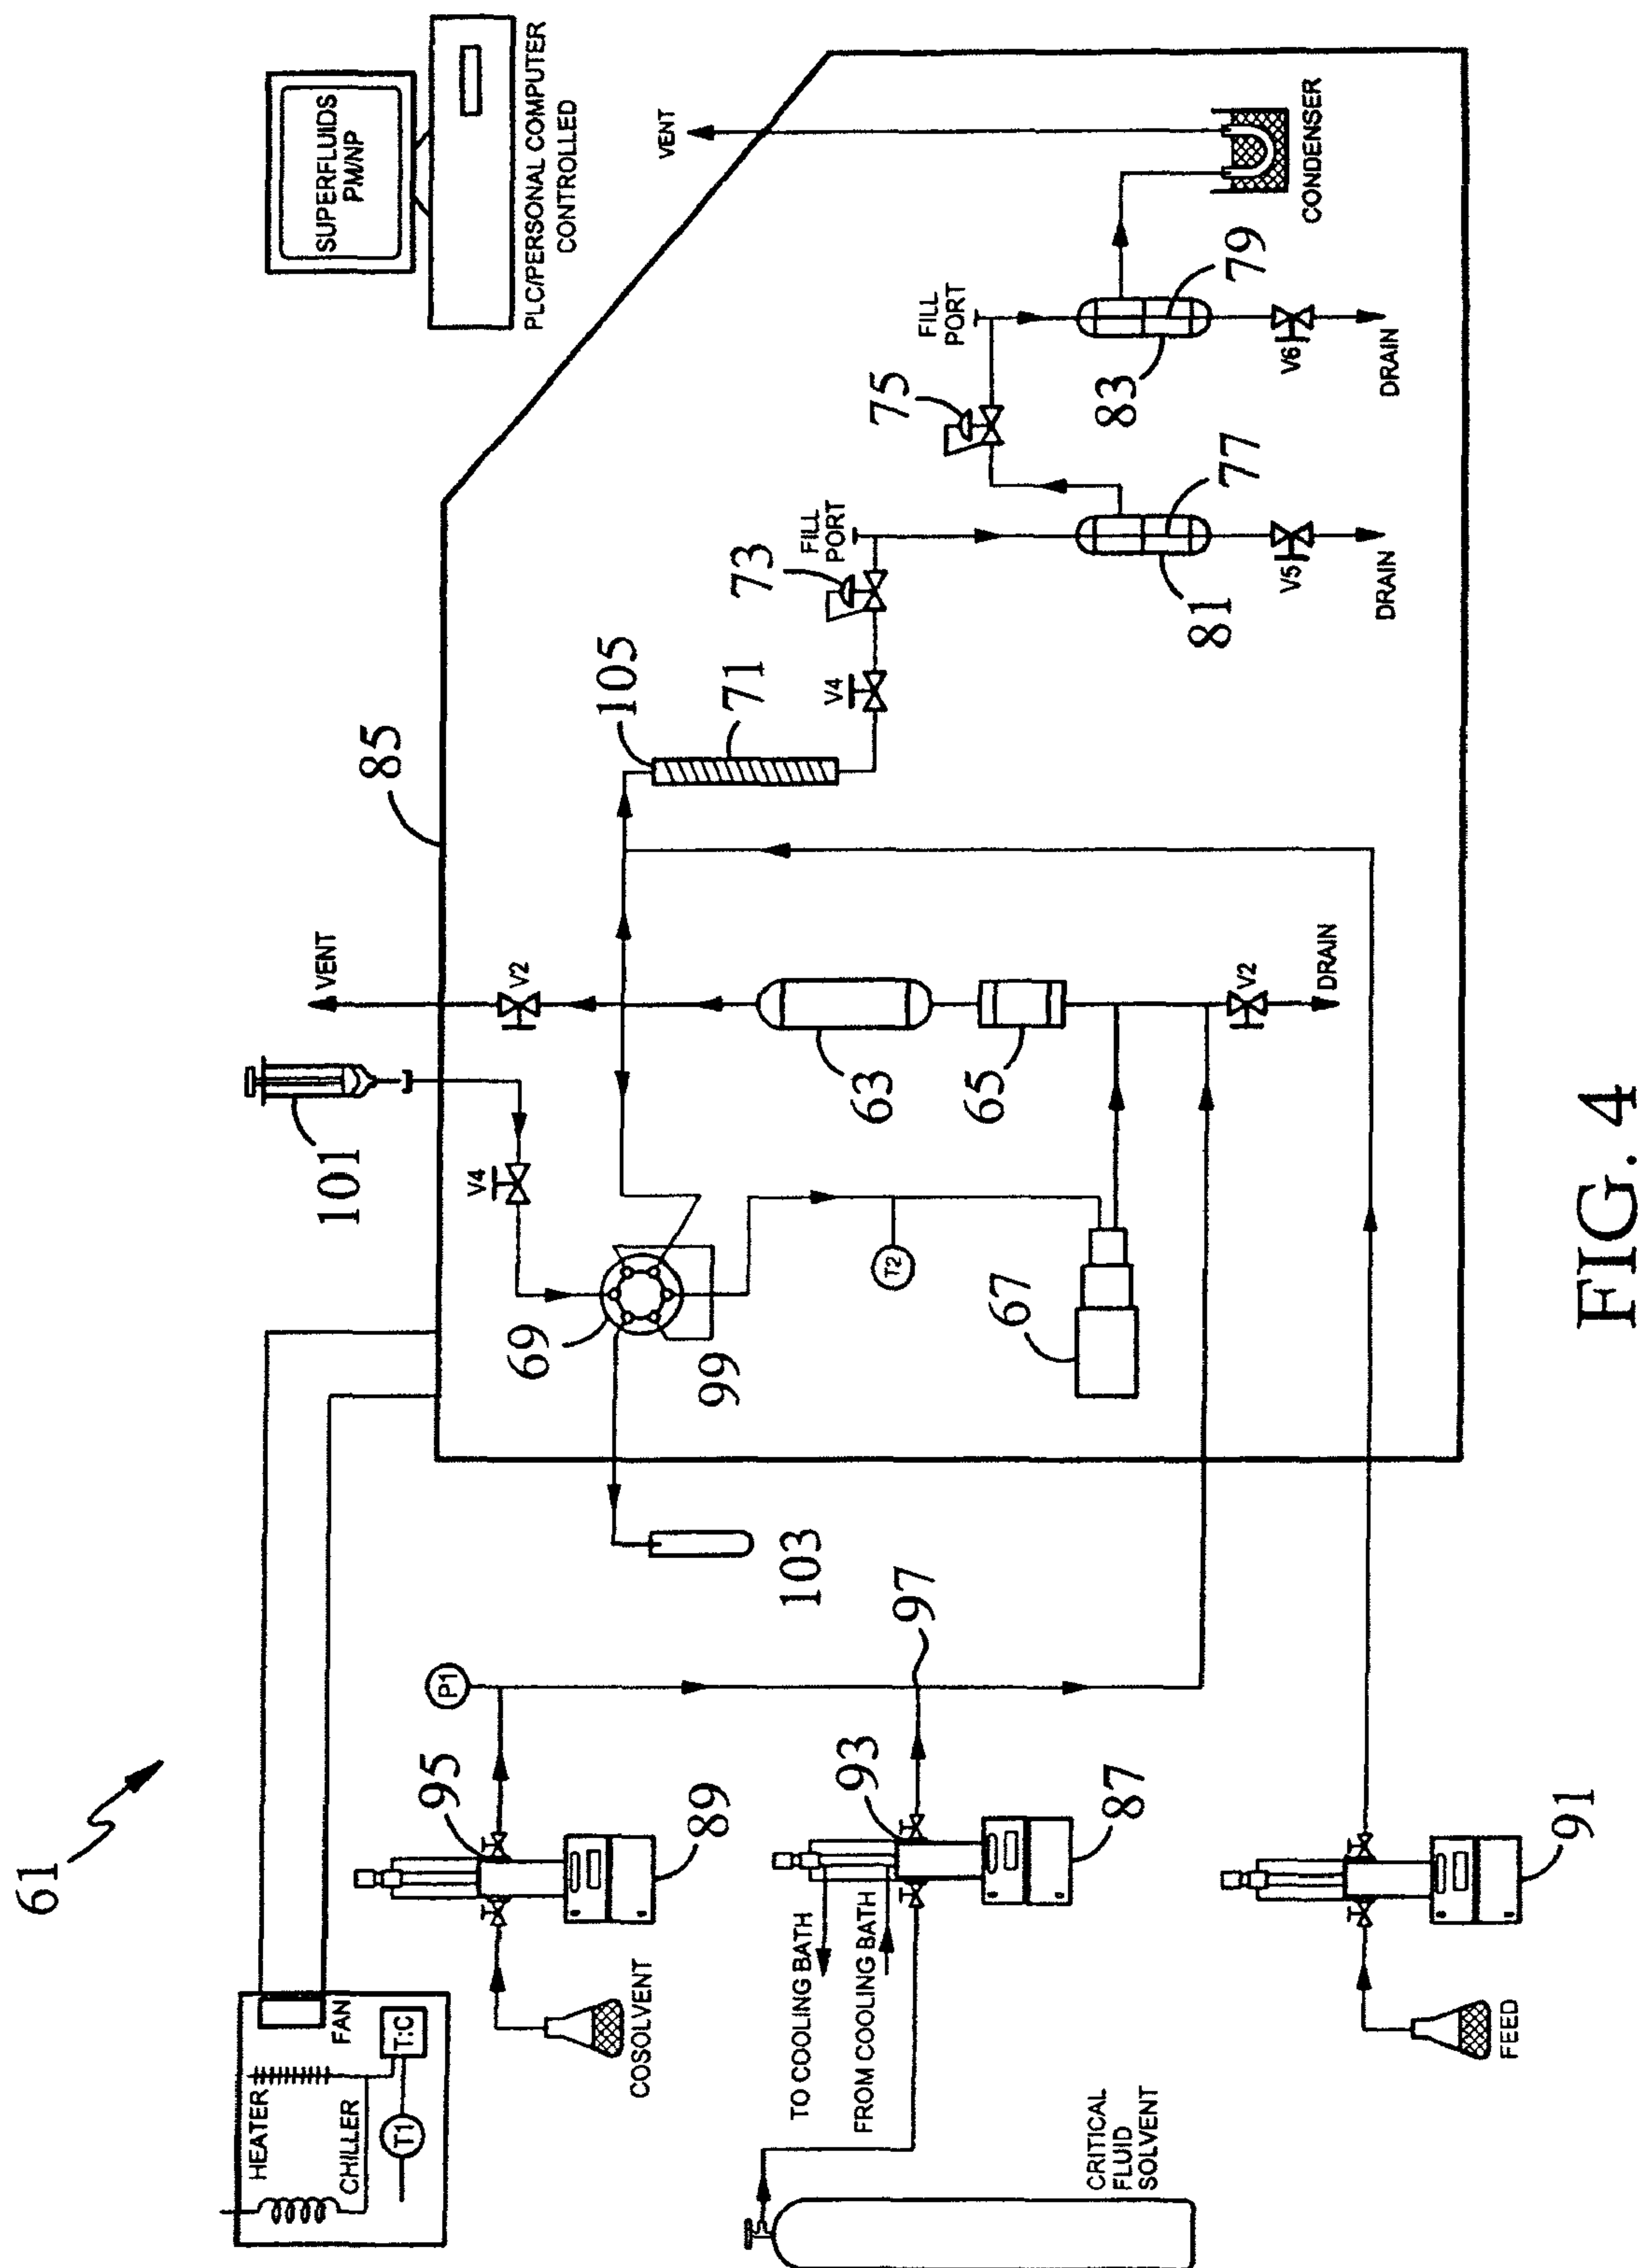 61
HEATER
CHILLER
FAN
T1
T:C
85
101
VENT
V2
V4
69
99
103
T2
67
63
65
V2
DRAIN
105
71
V4
73
FILL
PORT
75
FILL
PORT
81
77
V5
DRAIN
83
79
V6
DRAIN
VENT
CONDENSER
SUPERFLUIDS
PM/NP
PLC/PERSONAL COMPUTER
CONTROLLED
P1
95
89
COSOLVENT
97
93
87
TO COOLING BATH
FROM COOLING BATH
CRITICAL
FLUID
SOLVENT
91
FEED
FIG. 4